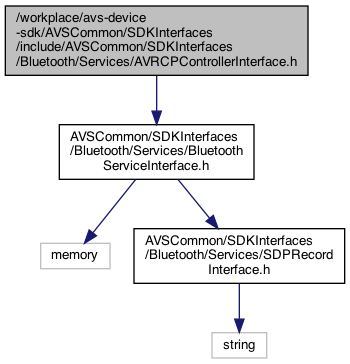 /workplace/avs-device
-sdk/AVSCommon/SDKInterfaces
/include/AVSCommon/SDKInterfaces
/Bluetooth/Services/AVRCPControllerInterface.h
AVSCommon/SDKInterfaces
/Bluetooth/Services/Bluetooth
ServiceInterface.h
memory
AVSCommon/SDKInterfaces
/Bluetooth/Services/SDPRecord
Interface.h
string